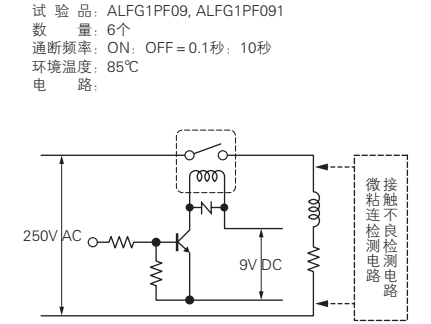 试 验 品：ALFG1PF09, ALFG1PF091
数 量：6个
通断频率：ON：OFF＝0.1秒：10秒
环境温度：85℃
电 路：
250V AC
9V DC
接触不良检测电路
微粘连检测电路